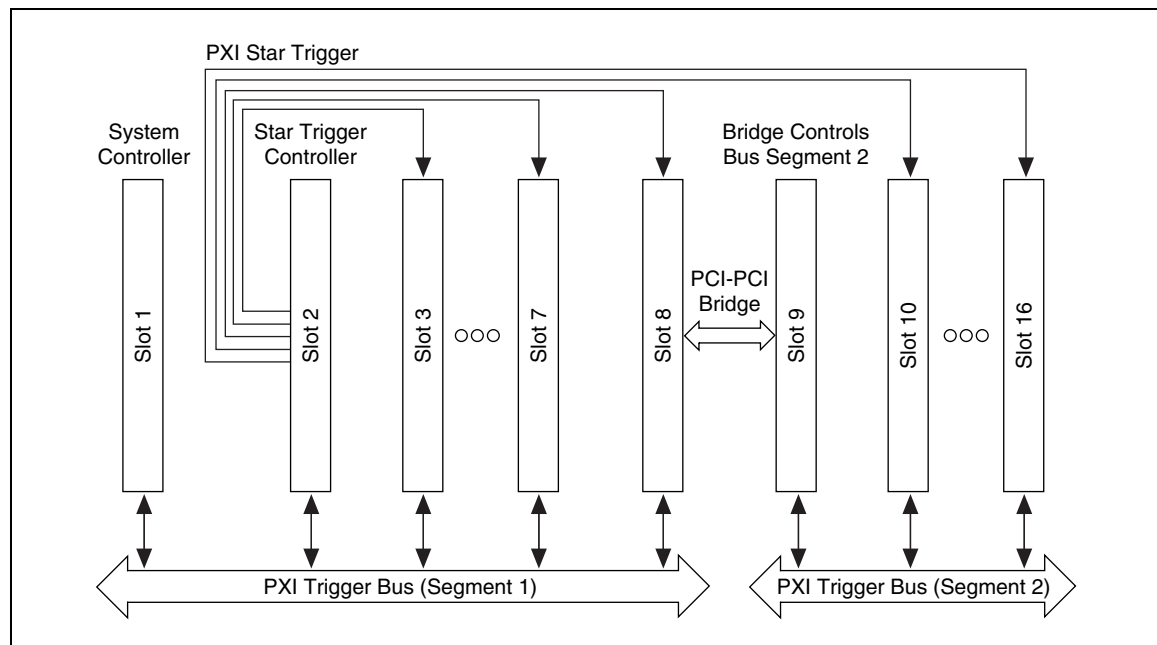 PXI Star Trigger
System
Controller
Star Trigger
Controller
Bridge Controls
Bus Segment 2
Slot 1
Slot 2
Slot 3
Slot 7
Slot 8
PCI-PCI
Bridge
Slot 9
Slot 10
Slot 16
PXI Trigger Bus (Segment 1)
PXI Trigger Bus (Segment 2)